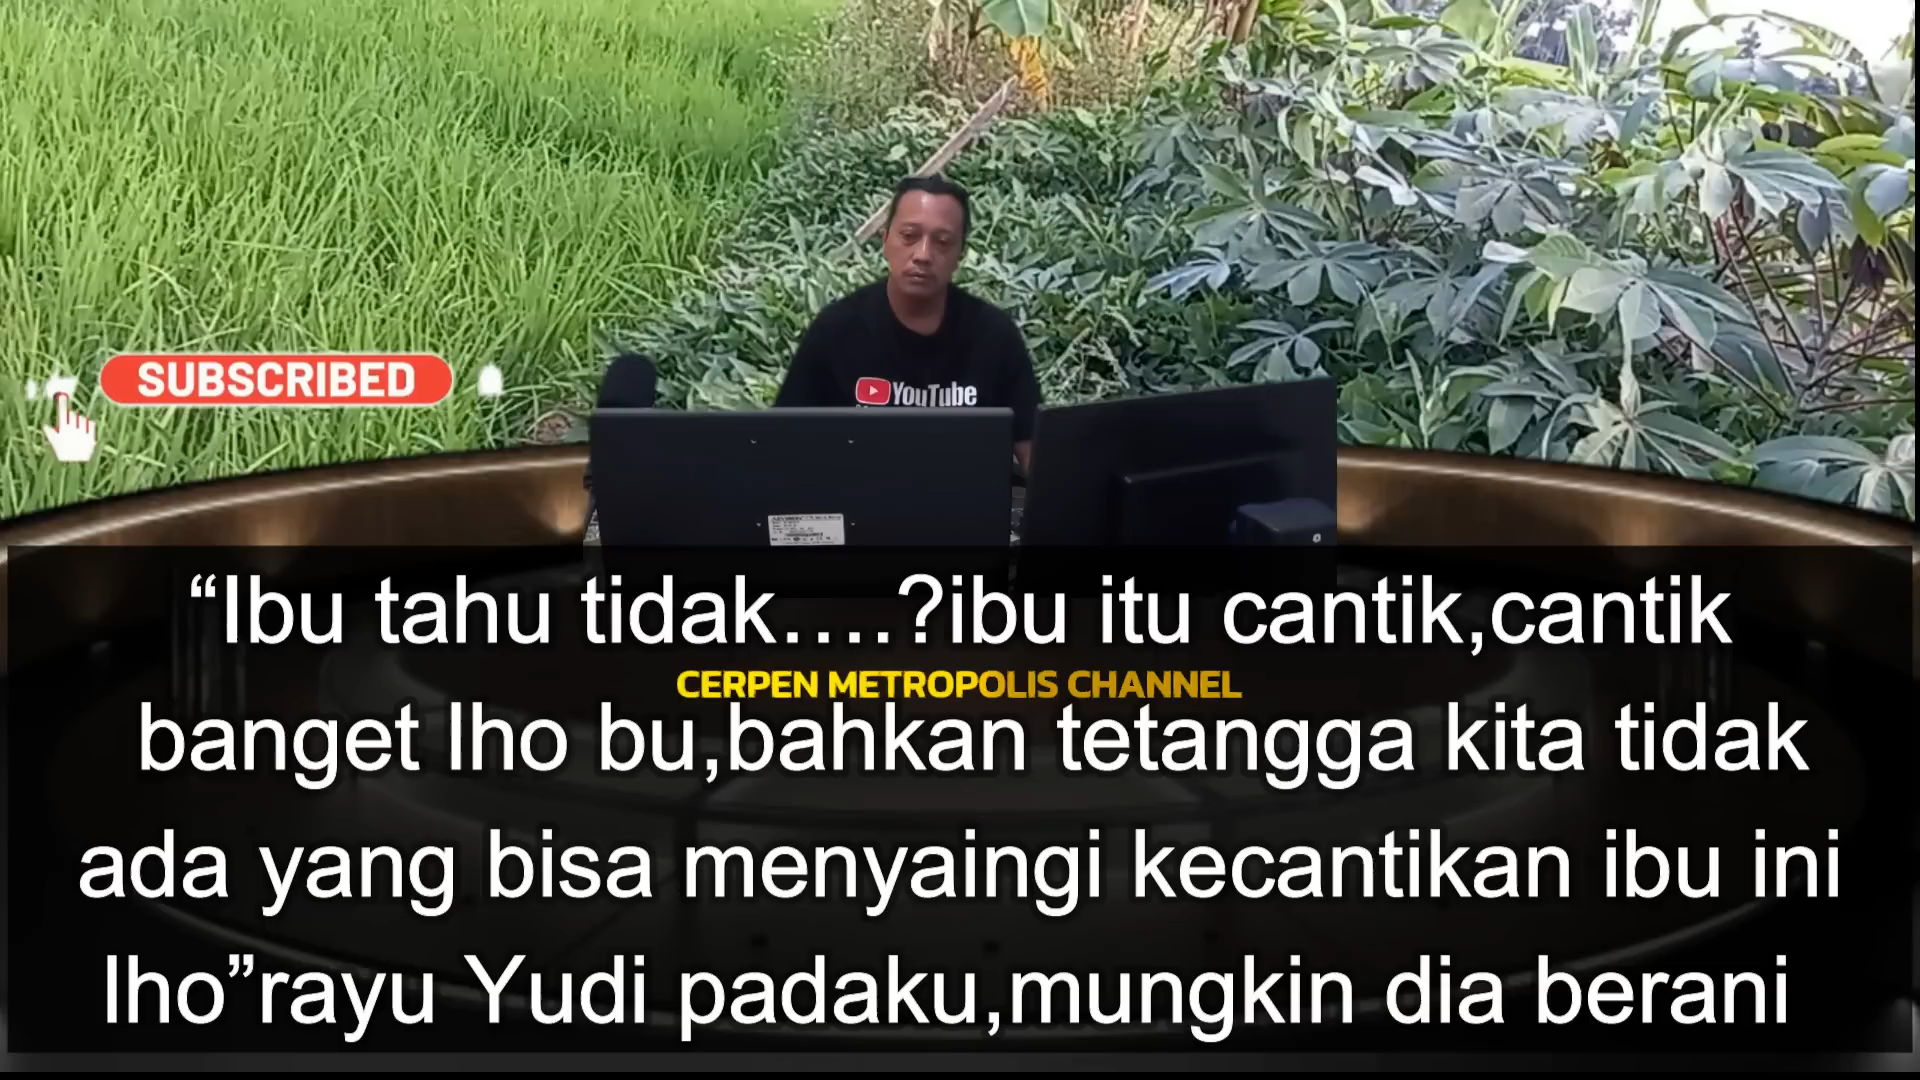 SUBSCRIBED
YouTube
“Ibu tahu tidak….?ibu itu cantik,cantik
CERPEN METROPOLIS CHANNEL
banget lho bu,bahkan tetangga kita tidak
ada yang bisa menyaingi kecantikan ibu ini
lho”rayu Yudi padaku,mungkin dia berani